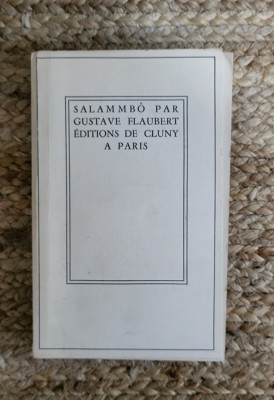 SALAMMBÔ PAR
GUSTAVE FLAUBERT
ÉDITIONS DE CLUNY
A PARIS